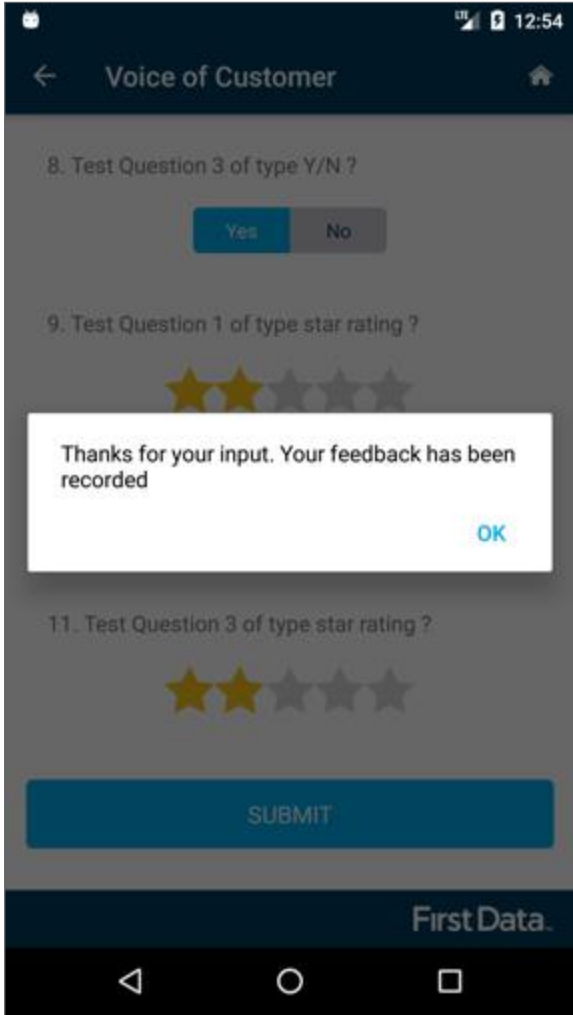 LTE 12:54
Voice of Customer
8. Test Question 3 of type Y/N ?
Yes No
9. Test Question 1 of type star rating ?
Thanks for your input. Your feedback has been
recorded
OK
11. Test Question 3 of type star rating ?
SUBMIT
First Data.